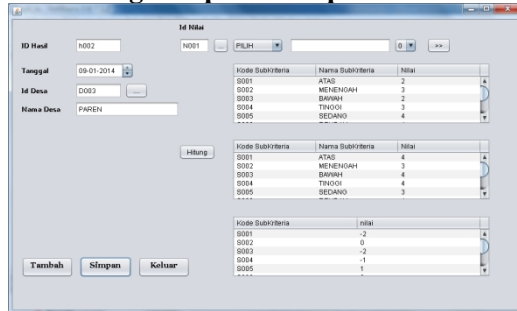 Id Nilai
ID Hasil h002 N001 ... PILIH 0 >>
Tanggal 09-01-2014
Id Desa D003 ...
Nama Desa PAREN
Kode SubKriteria Nama SubKriteria Nilai
S001 ATAS 2
S002 MENENGAH 3
S003 BAWAH 2
S004 TINGGI 3
S005 SEDANG 4
Hitung
Kode SubKriteria Nama SubKriteria Nilai
S001 ATAS 4
S002 MENENGAH 3
S003 BAWAH 4
S004 TINGGI 4
S005 SEDANG 3
Kode SubKriteria nilai
S001 -2
S002 0
S003 -2
S004 -1
S005 1
Tambah Simpan Keluar